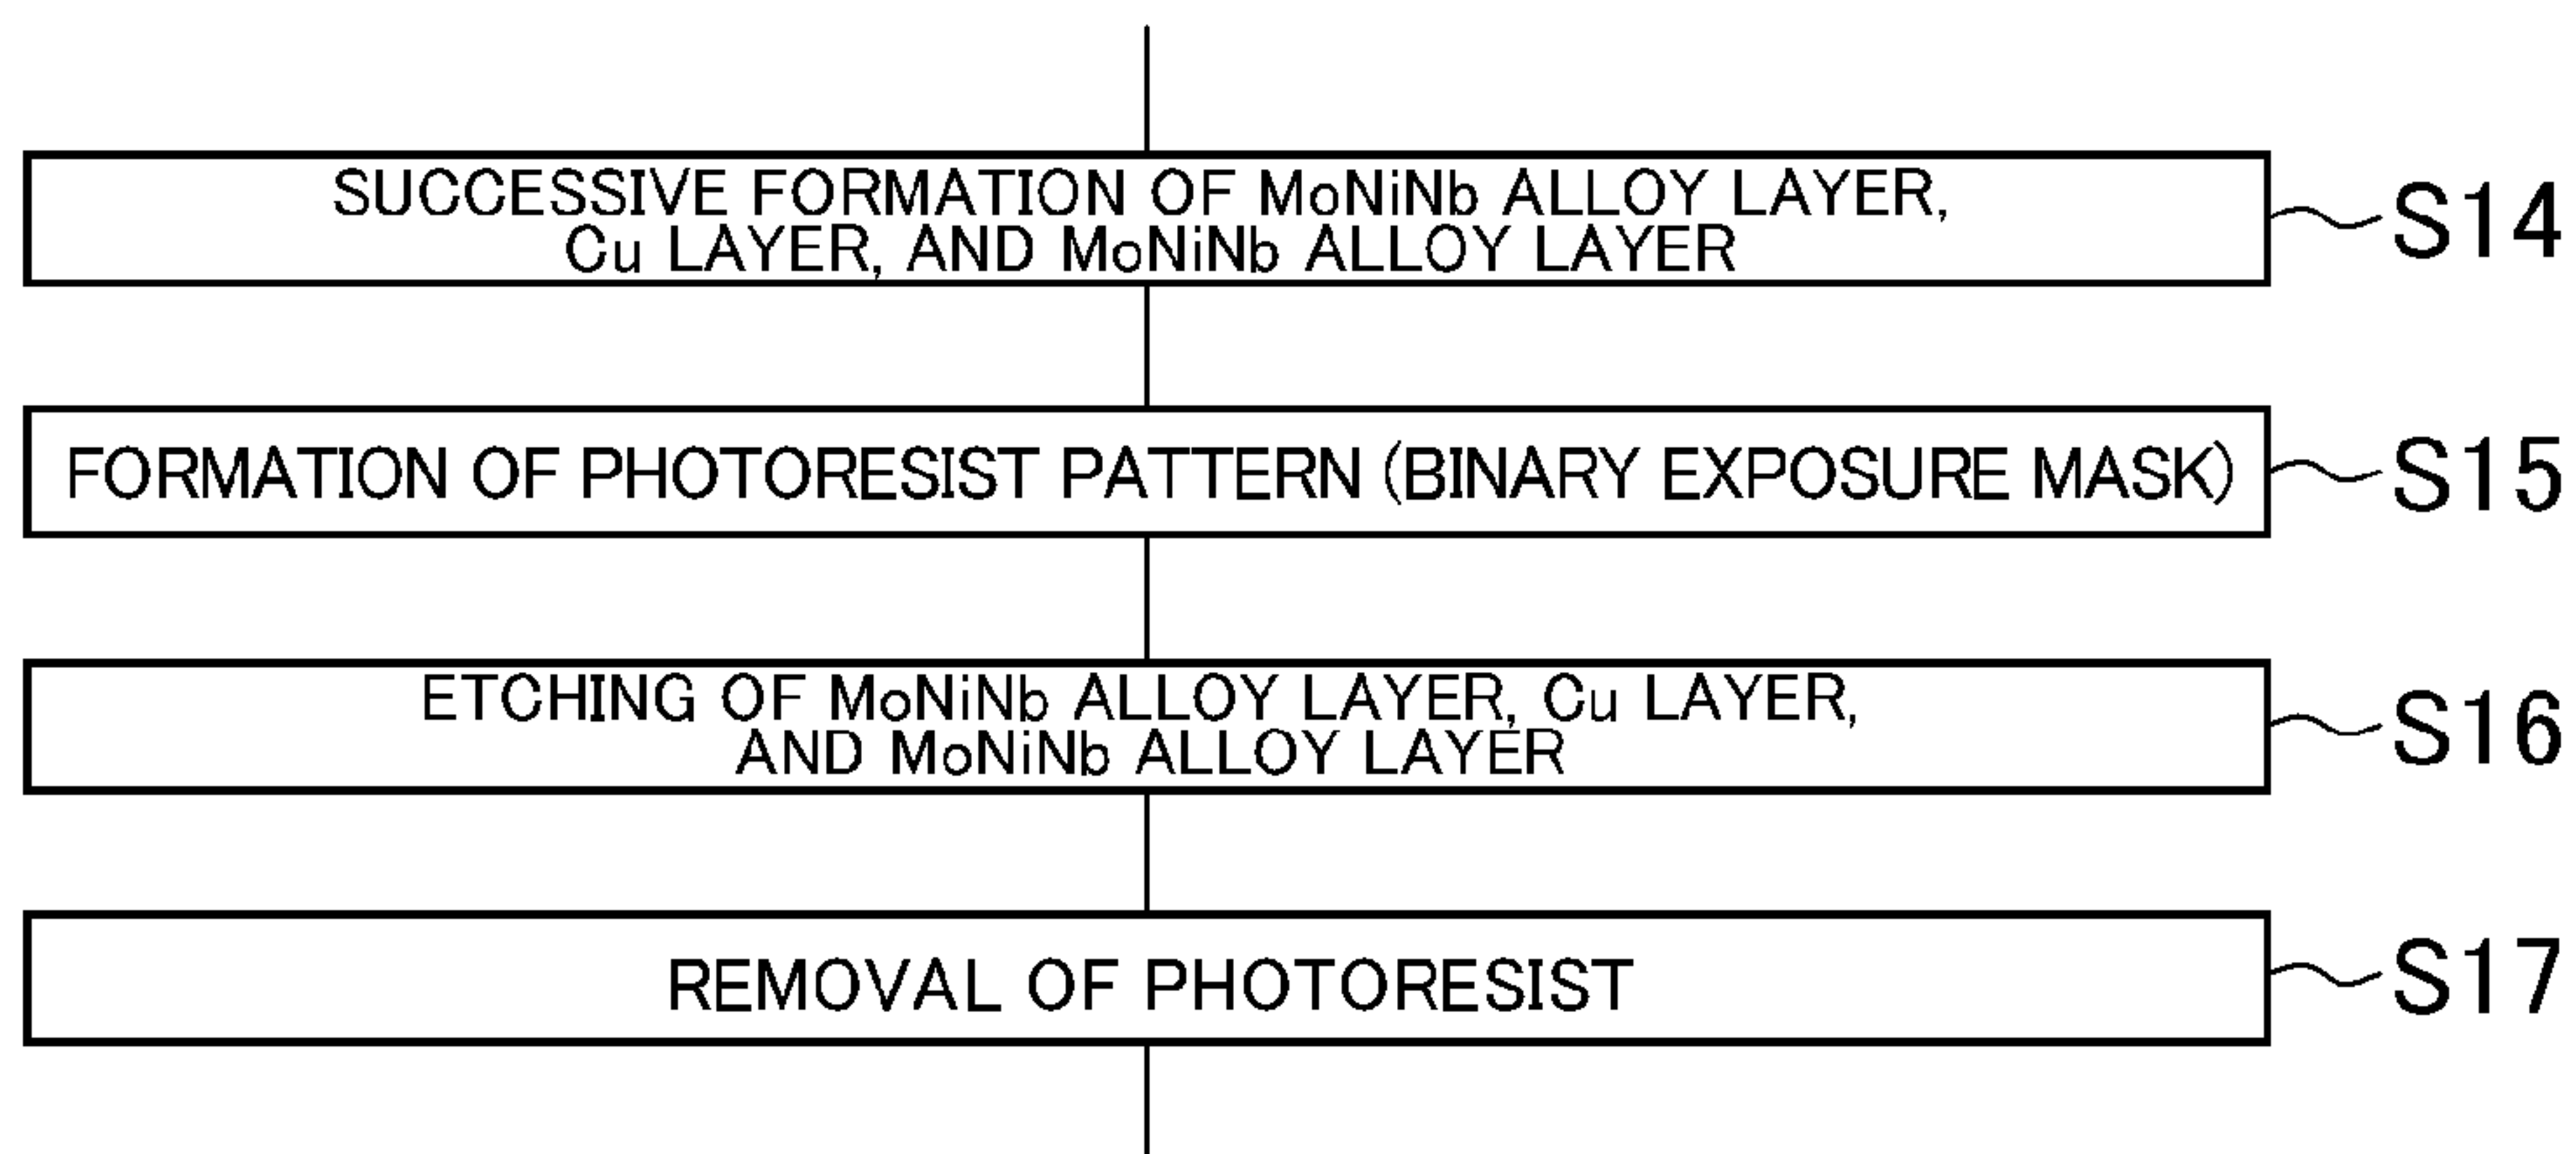 SUCCESSIVE FORMATION OF MoNiNb ALLOY LAYER,
Cu LAYER, AND MoNiNb ALLOY LAYER
S14
FORMATION OF PHOTORESIST PATTERN (BINARY EXPOSURE MASK)
S15
ETCHING OF MoNiNb ALLOY LAYER, Cu LAYER,
AND MoNiNb ALLOY LAYER
S16
REMOVAL OF PHOTORESIST
S17